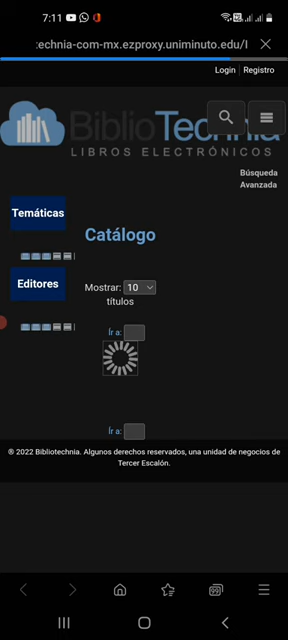 7:11
:echnia-com-mx.ezproxy.uniminuto.edu/l
Login | Registro
BiblioTechnia
LIBROS ELECTRÓNICOS
Búsqueda
Avanzada
Temáticas
Catálogo
Editores
Mostrar: 10
títulos
Ir a:
Ir a:
® 2022 Bibliotechnia. Algunos derechos reservados, una unidad de negocios de
Tercer Escalón.
99